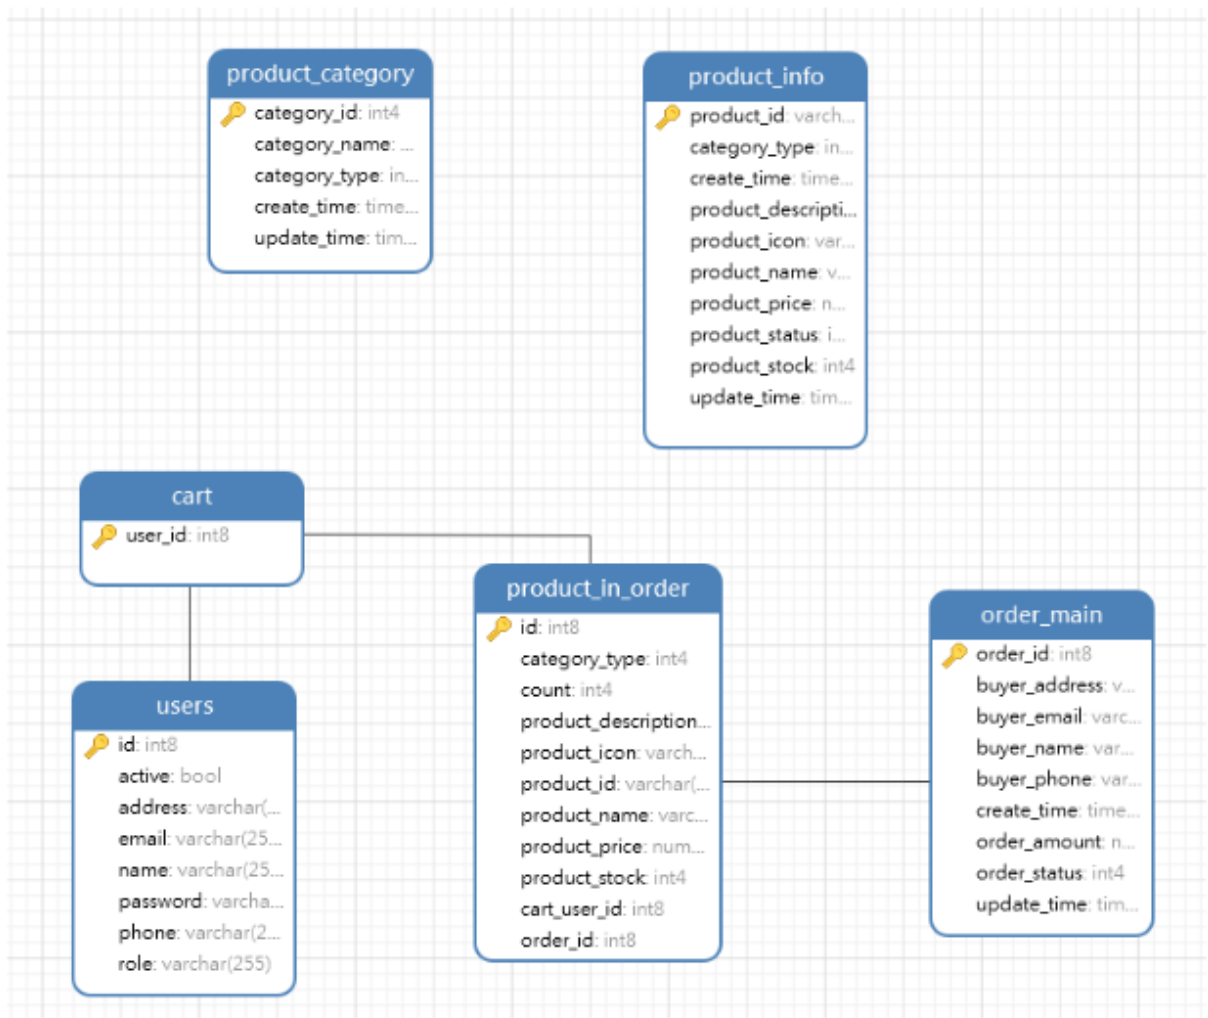 product_category
category_id: int4
category_name: ...
category_type: in...
create_time: time...
update_time: tim...
product_info
product_id: varch...
category_type: in...
create_time: time...
product_descripti...
product_icon: var...
product_name: v...
product_price: n...
product_status: i...
product_stock: int4
update_time: tim...
cart
user_id: int8
users
id: int8
active: bool
address: varchar(...
email: varchar(25...
name: varchar(25...
password: varcha...
phone: varchar(2...
role: varchar(255)
product_in_order
id: int8
category_type: int4
count: int4
product_description...
product_icon: varch...
product_id: varchar(...
product_name: varc...
product_price: num...
product_stock: int4
cart_user_id: int8
order_id: int8
order_main
order_id: int8
buyer_address: v...
buyer_email: varc...
buyer_name: var...
buyer_phone: var...
create_time: time...
order_amount: n...
order_status: int4
update_time: tim...